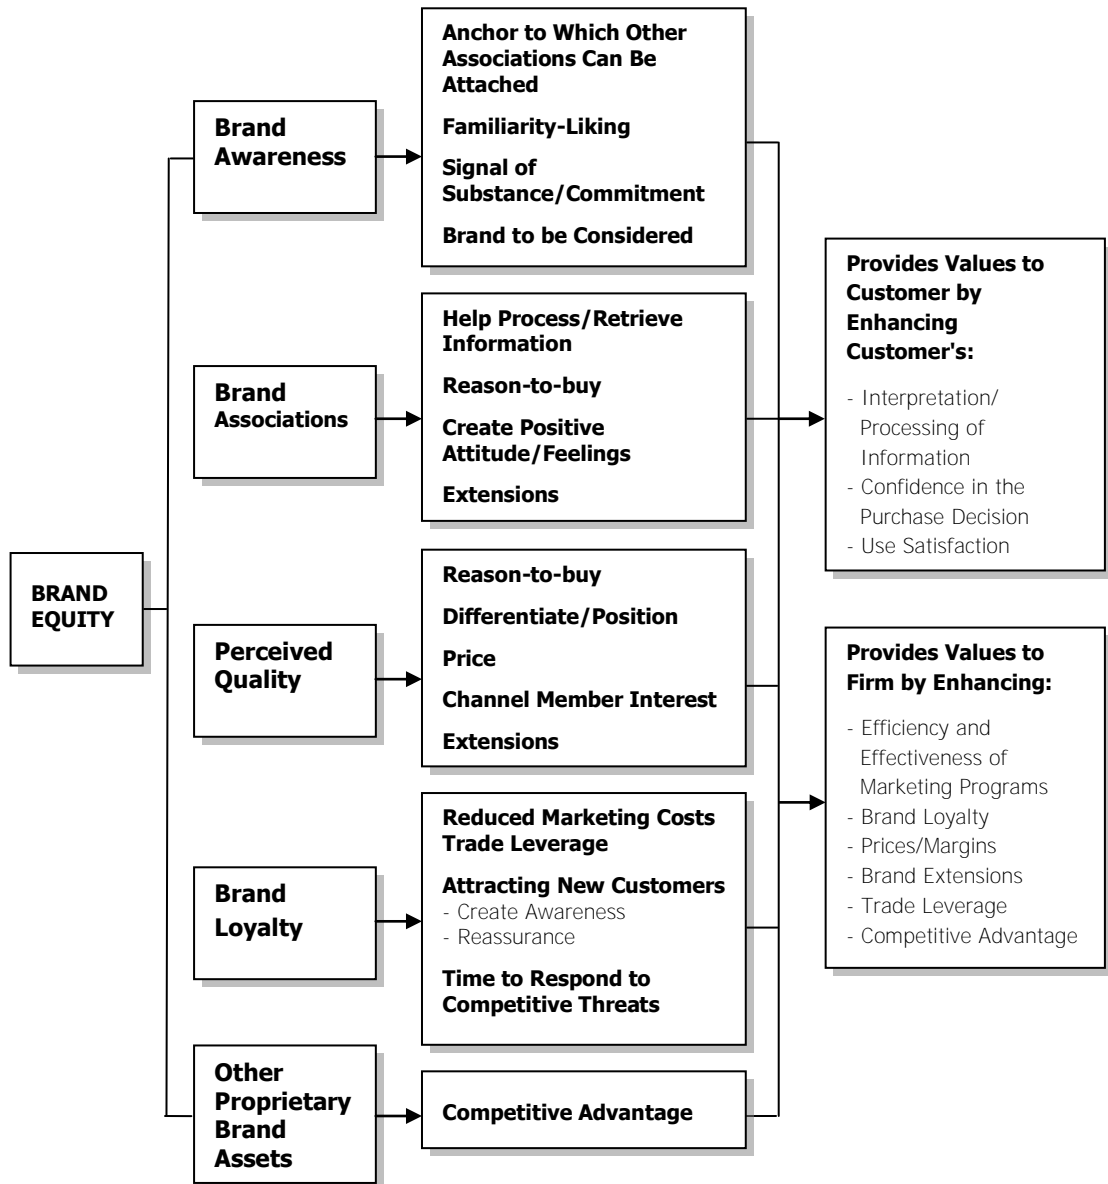 BRAND
EQUITY
Brand
Awareness
Brand
Associations
Perceived
Quality
Brand
Loyalty
Other
Proprietary
Brand
Assets
Anchor to Which Other
Associations Can Be
Attached
Familiarity-Liking
Signal of
Substance/Commitment
Brand to be Considered
Help Process/Retrieve
Information
Reason-to-buy
Create Positive
Attitude/Feelings
Extensions
Reason-to-buy
Differentiate/Position
Price
Channel Member Interest
Extensions
Reduced Marketing Costs
Trade Leverage
Attracting New Customers
- Create Awareness
- Reassurance
Time to Respond to
Competitive Threats
Competitive Advantage
Provides Values to
Customer by
Enhancing
Customer's:
- Interpretation/
Processing of
Information
- Confidence in the
Purchase Decision
- Use Satisfaction
Provides Values to
Firm by Enhancing:
- Efficiency and
Effectiveness of
Marketing Programs
- Brand Loyalty
- Prices/Margins
- Brand Extensions
- Trade Leverage
- Competitive Advantage